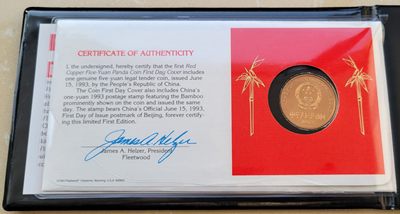 CERTIFICATE OF AUTHENTICITY
I, the undersigned, hereby certify that the first Red
Copper Five Yuan Panda Coin First Day Cover includes
one genuine five yuan legal tender coin, issued June
15, 1993, by the People's Republic of China.
The Coin First Day Cover also includes China's
one-yuan 1993 postage stamp featuring the Bamboo
prominently shown on the coin and issued the same
day. The stamp bears China's Official June 15, 1993,
First Day of Issue postmark of Beijing, forever certify-
ing this limited First Edition.
James A. Helzer
James A. Helzer, President
Fleetwood